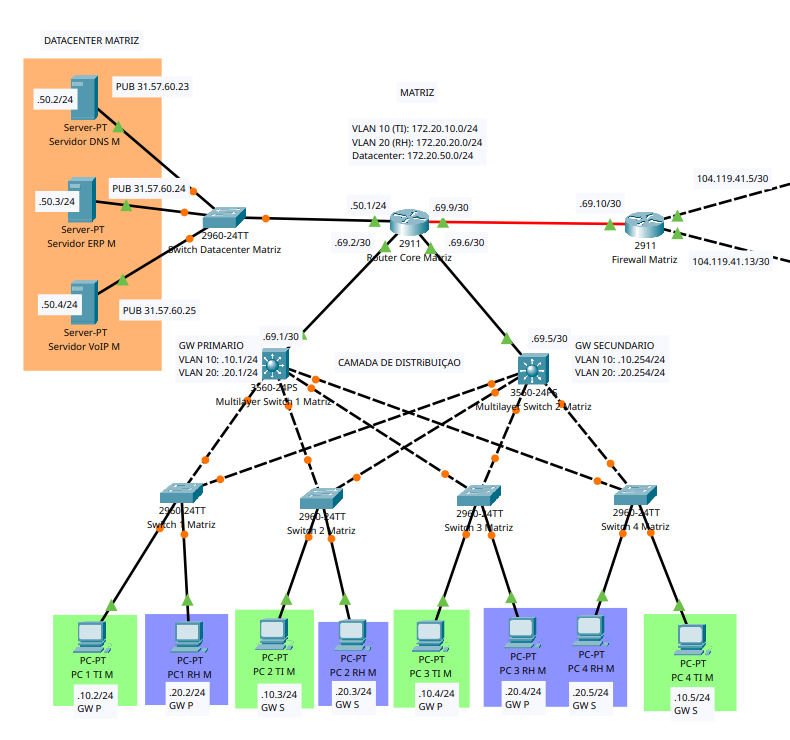 DATACENTER MATRIZ
PUB 31.57.60.23
.50.2/24
Server-PT
Servidor DNS M
PUB 31.57.60.24
.50.3/24
Server-PT
Servidor ERP M
.50.4/24
PUB 31.57.60.25
Server-PT
Servidor VoIP M
2960-24TT
Switch Datacenter Matriz
MATRIZ
VLAN 10 (TI): 172.20.10.0/24
VLAN 20 (RH): 172.20.20.0/24
Datacenter: 172.20.50.0/24
.50.1/24
.69.9/30
.69.2/30
.69.6/30
2911
Router Core Matriz
.69.10/30
2911
Firewall Matriz
104.119.41.5/30
104.119.41.13/30
GW PRIMARIO
VLAN 10: .10.1/24
VLAN 20: .20.1/24
.69.1/30
3560-24PS
Multilayer Switch 1 Matriz
CAMADA DE DISTRiBUIÇAO
.69.5/30
3560-24PS
Multilayer Switch 2 Matriz
GW SECUNDARIO
VLAN 10: .10.254/24
VLAN 20: .20.254/24
2960-24TT
Switch 1 Matriz
2960-24TT
Switch 2 Matriz
2960-24TT
Switch 3 Matriz
2960-24TT
Switch 4 Matriz
PC-PT
PC 1 TI M
.10.2/24
GW P
PC-PT
PC1 RH M
.20.2/24
GW P
PC-PT
PC 2 TI M
.10.3/24
GW S
PC-PT
PC 2 RH M
.20.3/24
GW S
PC-PT
PC 3 TI M
.10.4/24
GW P
PC-PT
PC 3 RH M
.20.4/24
GW P
PC-PT
PC 4 RH M
.20.5/24
GW S
PC-PT
PC 4 TI M
.10.5/24
GW S